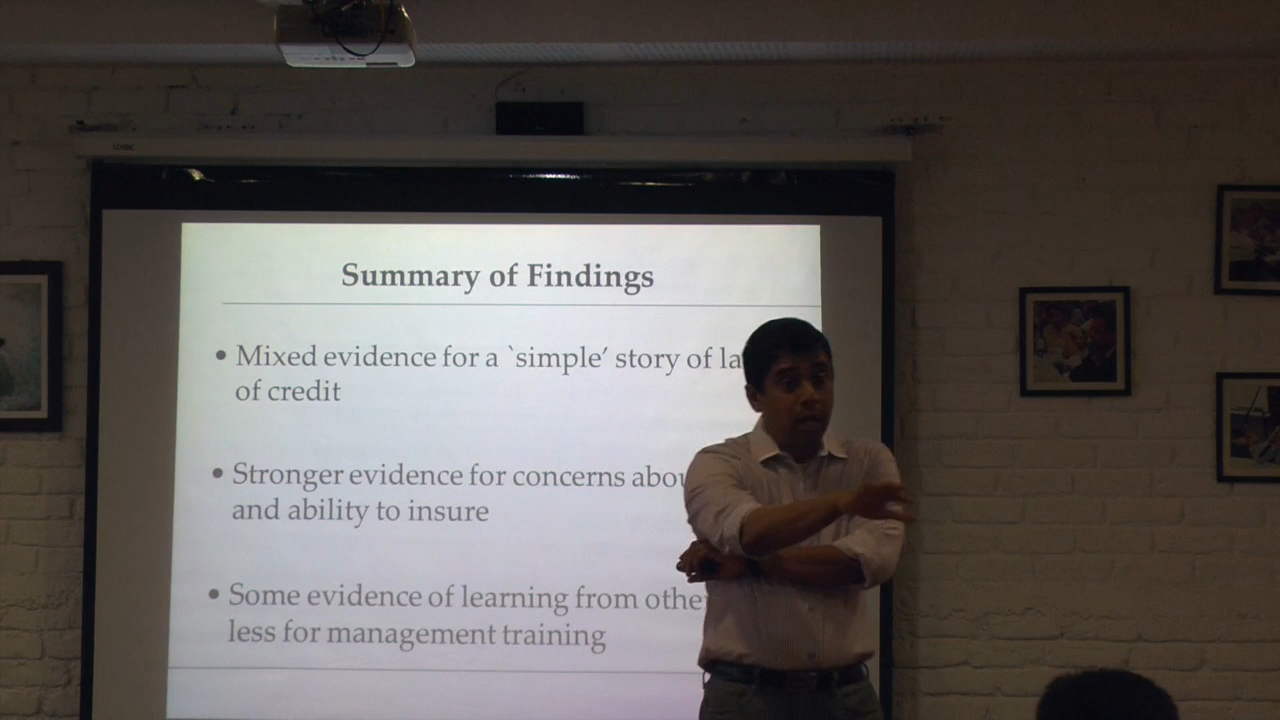 Summary of Findings
• Mixed evidence for a `simple' story of la
of credit
• Stronger evidence for concerns abou
and ability to insure
• Some evidence of learning from othe
less for management training